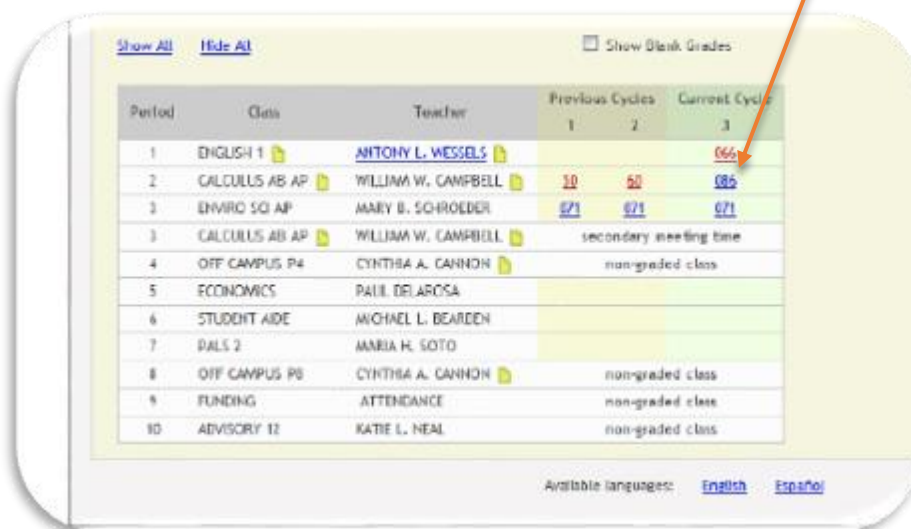 Show All Hide All Show Blank Grades
Period Class Teacher Previous Cycles Current Cycle
1 2 3
1 ENGLISH 1 ANTONY L. WESSELS 066
2 CALCULUS AB AP WILLIAM W. CAMPBELL 50 60 086
3 ENVIRO SCI AP MARY B. SCHROEDER 071 071 071
3 CALCULUS AB AP WILLIAM W. CAMPBELL secondary meeting time
4 OFF CAMPUS P4 CYNTHIA A. CANNON non-graded class
5 ECONOMICS PAUL DELAROSA
6 STUDENT AIDE MICHAEL L. BEARDEN
7 PALS 2 MARIA H. SOTO
8 OFF CAMPUS P8 CYNTHIA A. CANNON non-graded class
9 FUNDING ATTENDANCE non-graded class
10 ADVISORY 12 KATIE L. NEAL non-graded class
Available languages: English Español